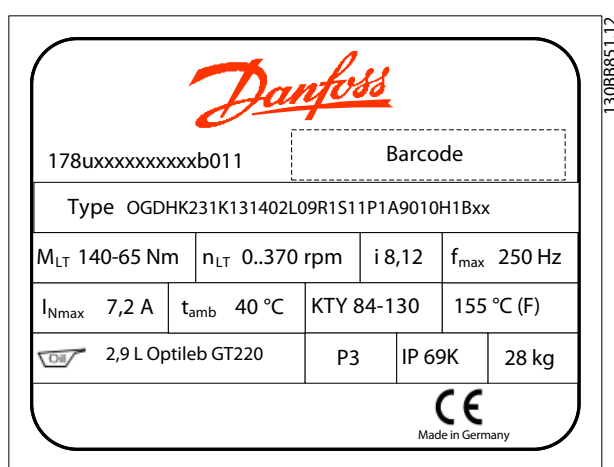 Danfoss
178uxxxxxxxxxxb011
Barcode
Type OGDHK231K131402L09R1S11P1A9010H1Bxx
MLT 140-65 Nm nLT 0..370 rpm i 8,12 fmax 250 Hz
INmax 7,2 A tamb 40 °C KTY 84-130 155 °C (F)
Oil 2,9 L Optileb GT220 P3 IP 69K 28 kg
CE
Made in Germany
130BB851.12